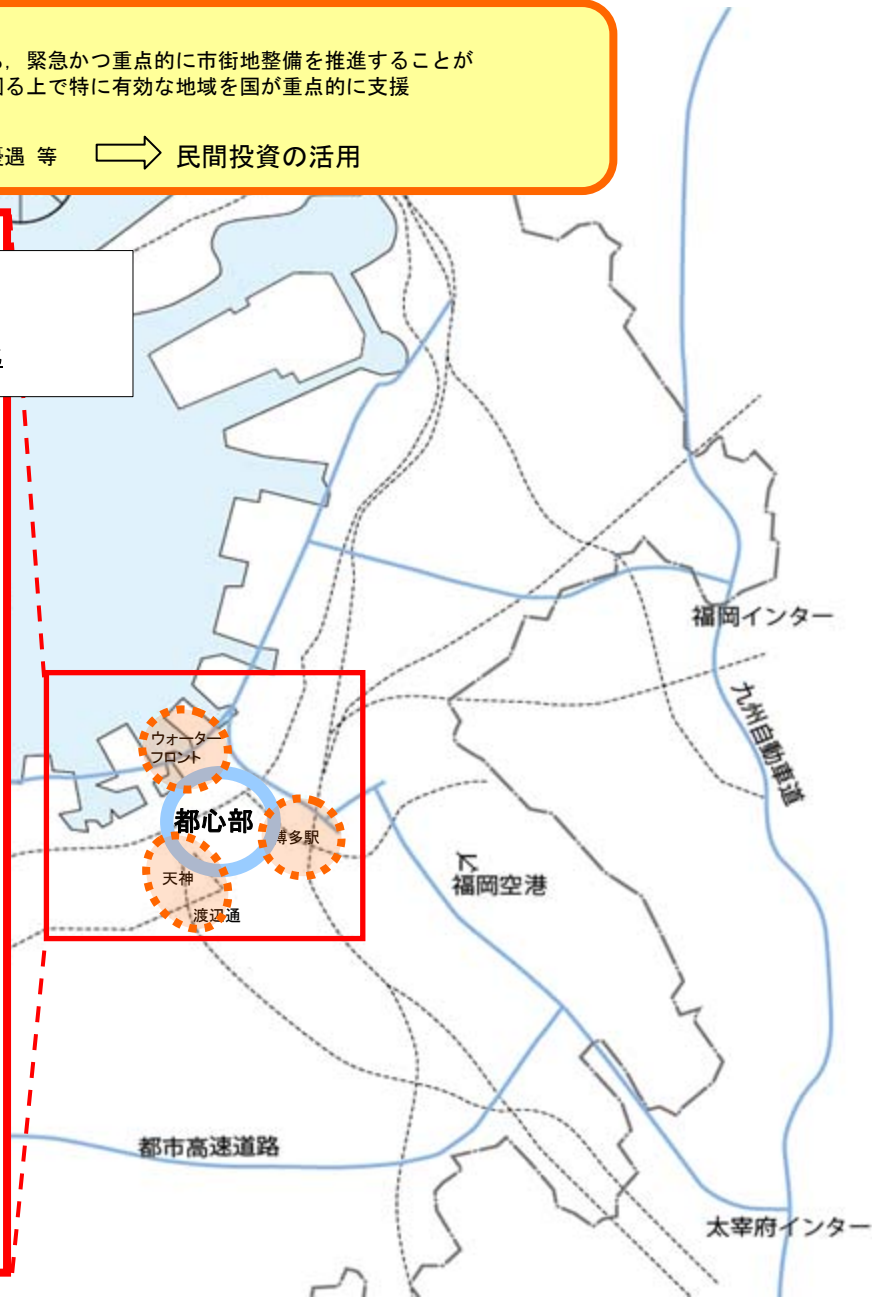 ，緊急かつ重点的に市街地整備を推進することが
図る上で特に有効な地域を国が重点的に支援
優遇 等 民間投資の活用
福岡インター
九州自動車道
ウォーター
フロント
都心部
博多駅
天神
渡辺通
福岡空港
都市高速道路
太宰府インター